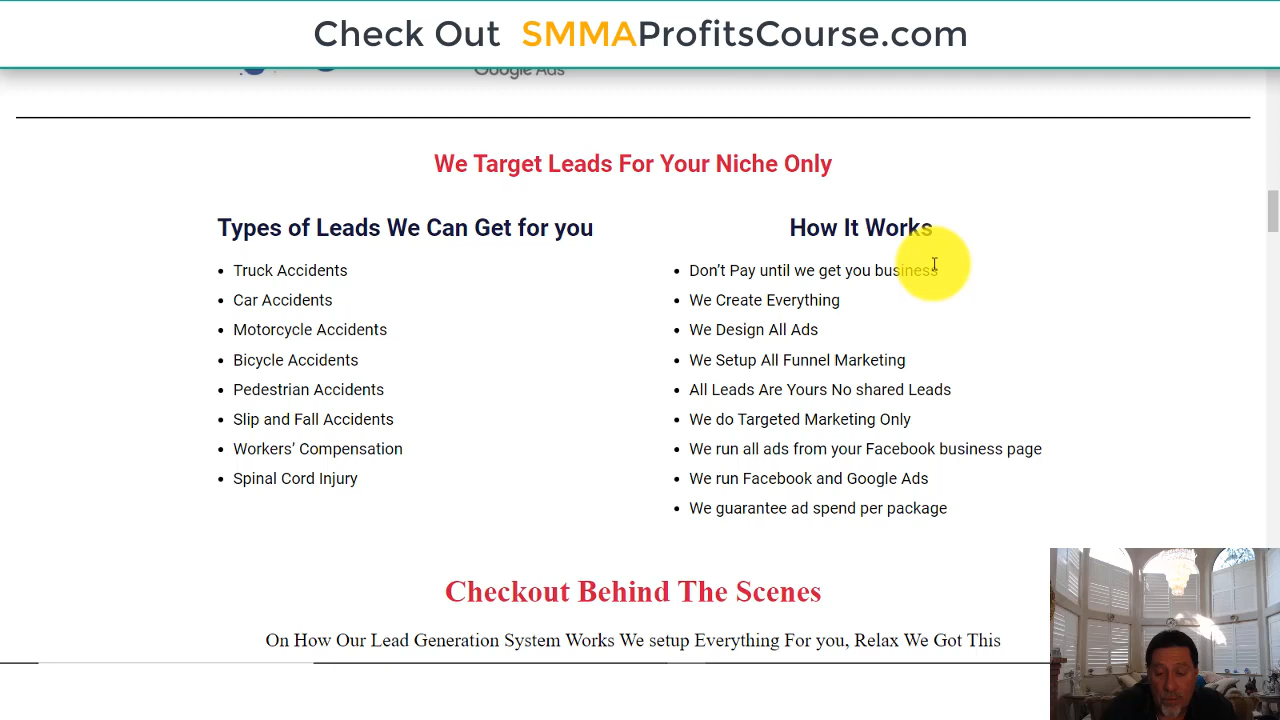 Check Out SMMAProfitsCourse.com
Google Ads
We Target Leads For Your Niche Only
Types of Leads We Can Get for you
Truck Accidents
Car Accidents
Motorcycle Accidents
Bicycle Accidents
Pedestrian Accidents
Slip and Fall Accidents
Workers’ Compensation
Spinal Cord Injury
How It Works
Don’t Pay until we get you business
We Create Everything
We Design All Ads
We Setup All Funnel Marketing
All Leads Are Yours No shared Leads
We do Targeted Marketing Only
We run all ads from your Facebook business page
We run Facebook and Google Ads
We guarantee ad spend per package
Checkout Behind The Scenes
On How Our Lead Generation System Works We setup Everything For you, Relax We Got This